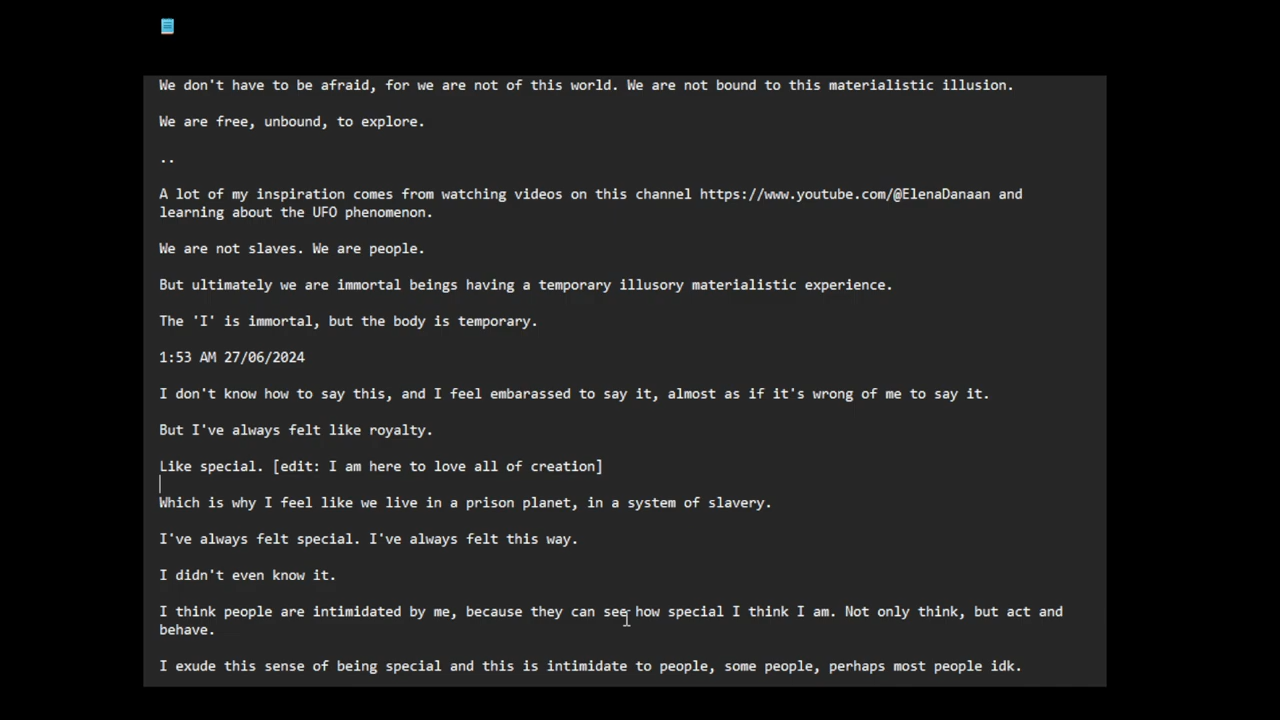 We don't have to be afraid, for we are not of this world. We are not bound to this materialistic illusion.
We are free, unbound, to explore.
..
A lot of my inspiration comes from watching videos on this channel https://www.youtube.com/@ElenaDanaan and
learning about the UFO phenomenon.
We are not slaves. We are people.
But ultimately we are immortal beings having a temporary illusory materialistic experience.
The 'I' is immortal, but the body is temporary.
1:53 AM 27/06/2024
I don't know how to say this, and I feel embarassed to say it, almost as if it's wrong of me to say it.
But I've always felt like royalty.
Like special. [edit: I am here to love all of creation]
Which is why I feel like we live in a prison planet, in a system of slavery.
I've always felt special. I've always felt this way.
I didn't even know it.
I think people are intimidated by me, because they can see how special I think I am. Not only think, but act and
behave.
I exude this sense of being special and this is intimidate to people, some people, perhaps most people idk.